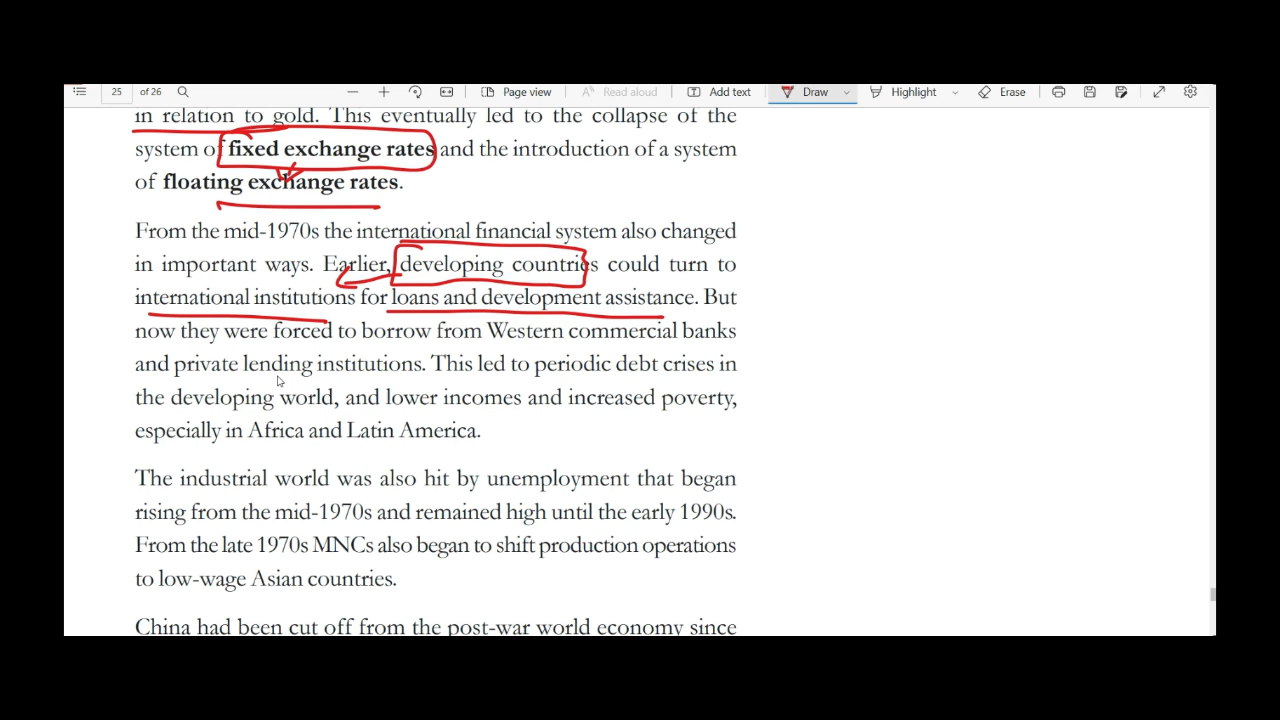 25 of 26 Page view Read aloud Add text Draw Highlight Erase
in relation to gold. This eventually led to the collapse of the
system of fixed exchange rates and the introduction of a system
of floating exchange rates.
From the mid-1970s the international financial system also changed
in important ways. Earlier, developing countries could turn to
international institutions for loans and development assistance. But
now they were forced to borrow from Western commercial banks
and private lending institutions. This led to periodic debt crises in
the developing world, and lower incomes and increased poverty,
especially in Africa and Latin America.
The industrial world was also hit by unemployment that began
rising from the mid-1970s and remained high until the early 1990s.
From the late 1970s MNCs also began to shift production operations
to low-wage Asian countries.
China had been cut off from the post-war world economy since